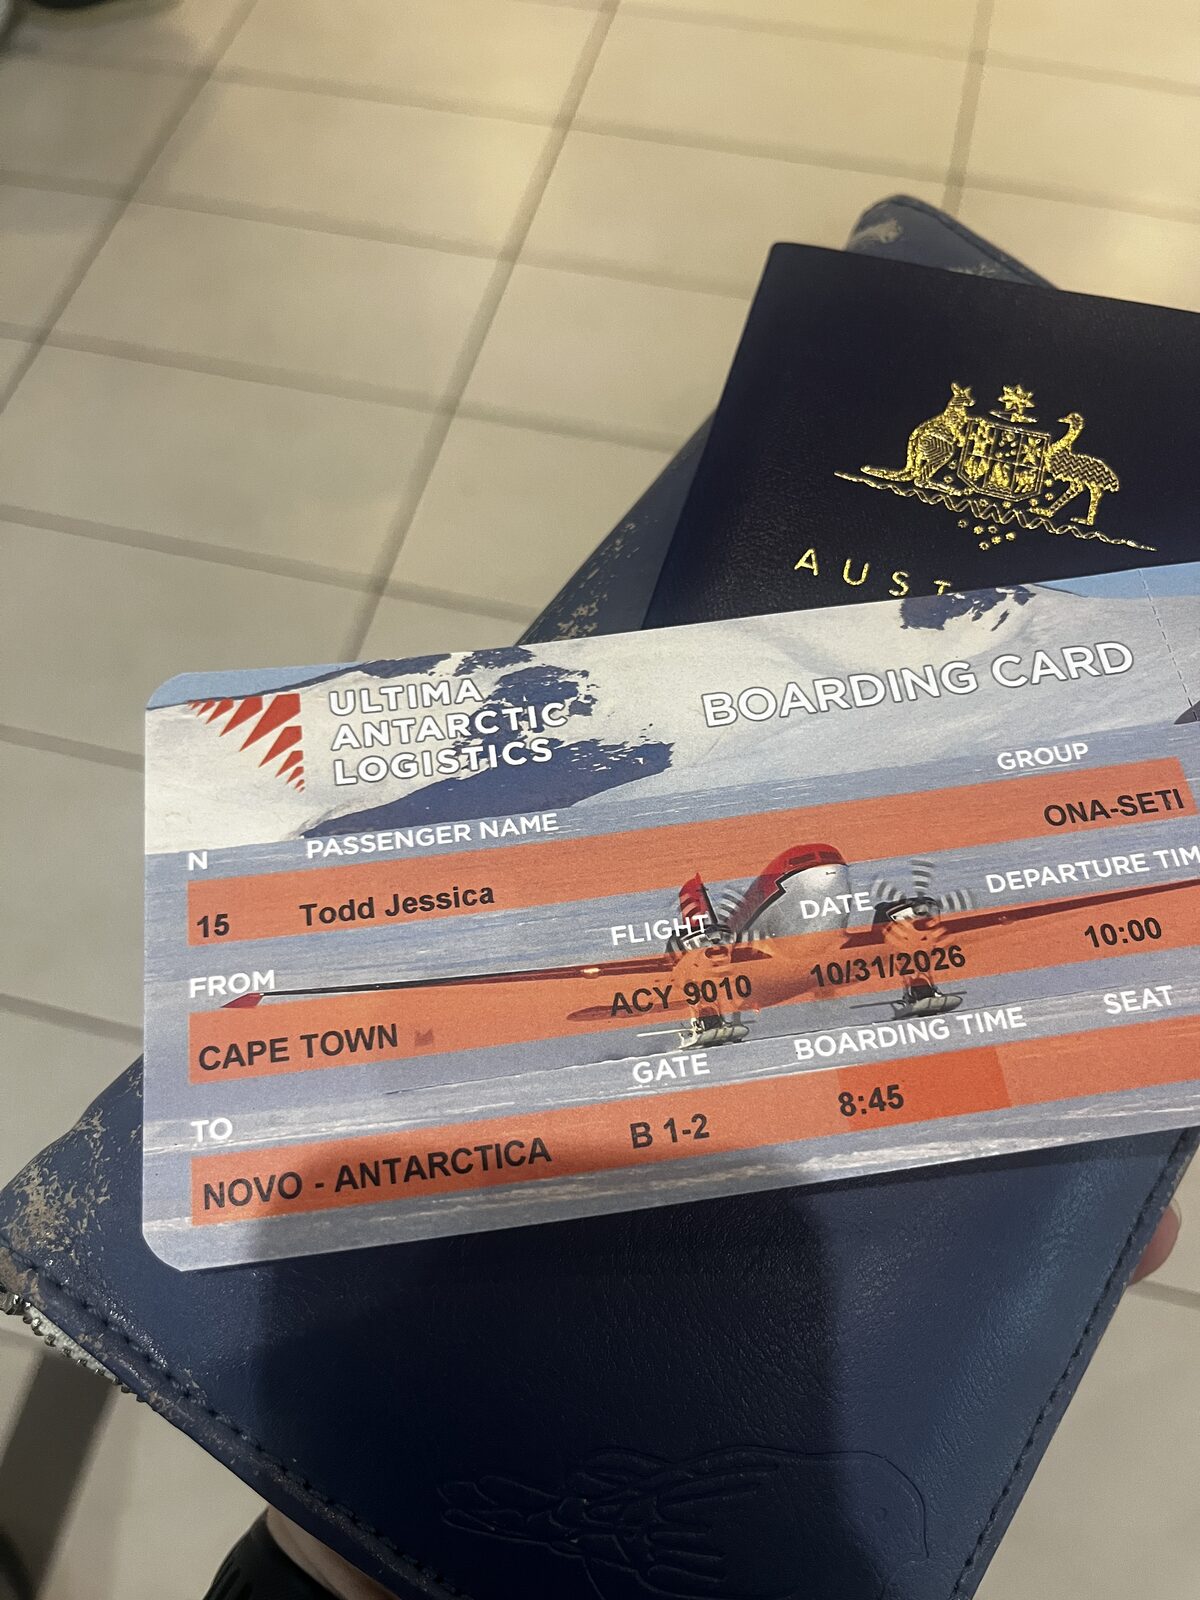 AUST
ULTIMA
ANTARCTIC
LOGISTICS
BOARDING CARD
N PASSENGER NAME GROUP
15 Todd Jessica ONA-SETI
FROM FLIGHT DATE DEPARTURE TIM
CAPE TOWN ACY 9010 10/31/2026 10:00
TO GATE BOARDING TIME SEAT
NOVO - ANTARCTICA B 1-2 8:45